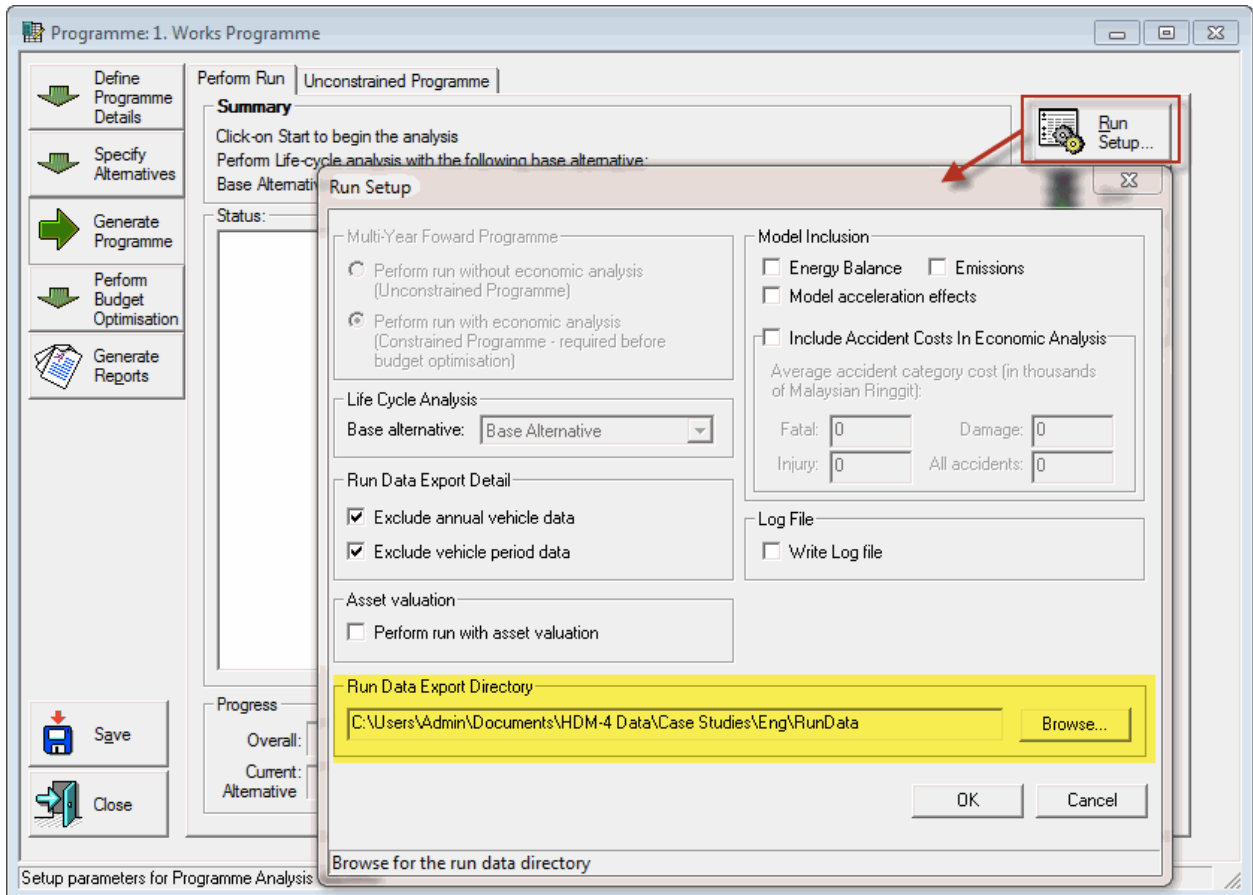 Programme: 1. Works Programme
Define
Programme
Details
Specify
Alternatives
Generate
Programme
Perform
Budget
Optimisation
Generate
Reports
Save
Close
Perform Run
Unconstrained Programme
Summary
Click-on Start to begin the analysis
Perform Life-cycle analysis with the following base alternative:
Run
Setup...
Status:
Progress
Overall:
Current:
Alternative
Run Setup
Multi-Year Foward Programme
Perform run without economic analysis
(Unconstrained Programme)
Perform run with economic analysis
(Constrained Programme - required before
budget optimisation)
Life Cycle Analysis
Base alternative: Base Alternative
Run Data Export Detail
Exclude annual vehicle data
Exclude vehicle period data
Asset valuation
Perform run with asset valuation
Model Inclusion
Energy Balance Emissions
Model acceleration effects
Include Accident Costs In Economic Analysis
Average accident category cost (in thousands
of Malaysian Ringgit):
Fatal: 0 Damage: 0
Injury: 0 All accidents: 0
Log File
Write Log file
Run Data Export Directory
C:\Users\Admin\Documents\HDM-4 Data\Case Studies\Eng\RunData Browse...
OK Cancel
Browse for the run data directory
Setup parameters for Programme Analysis